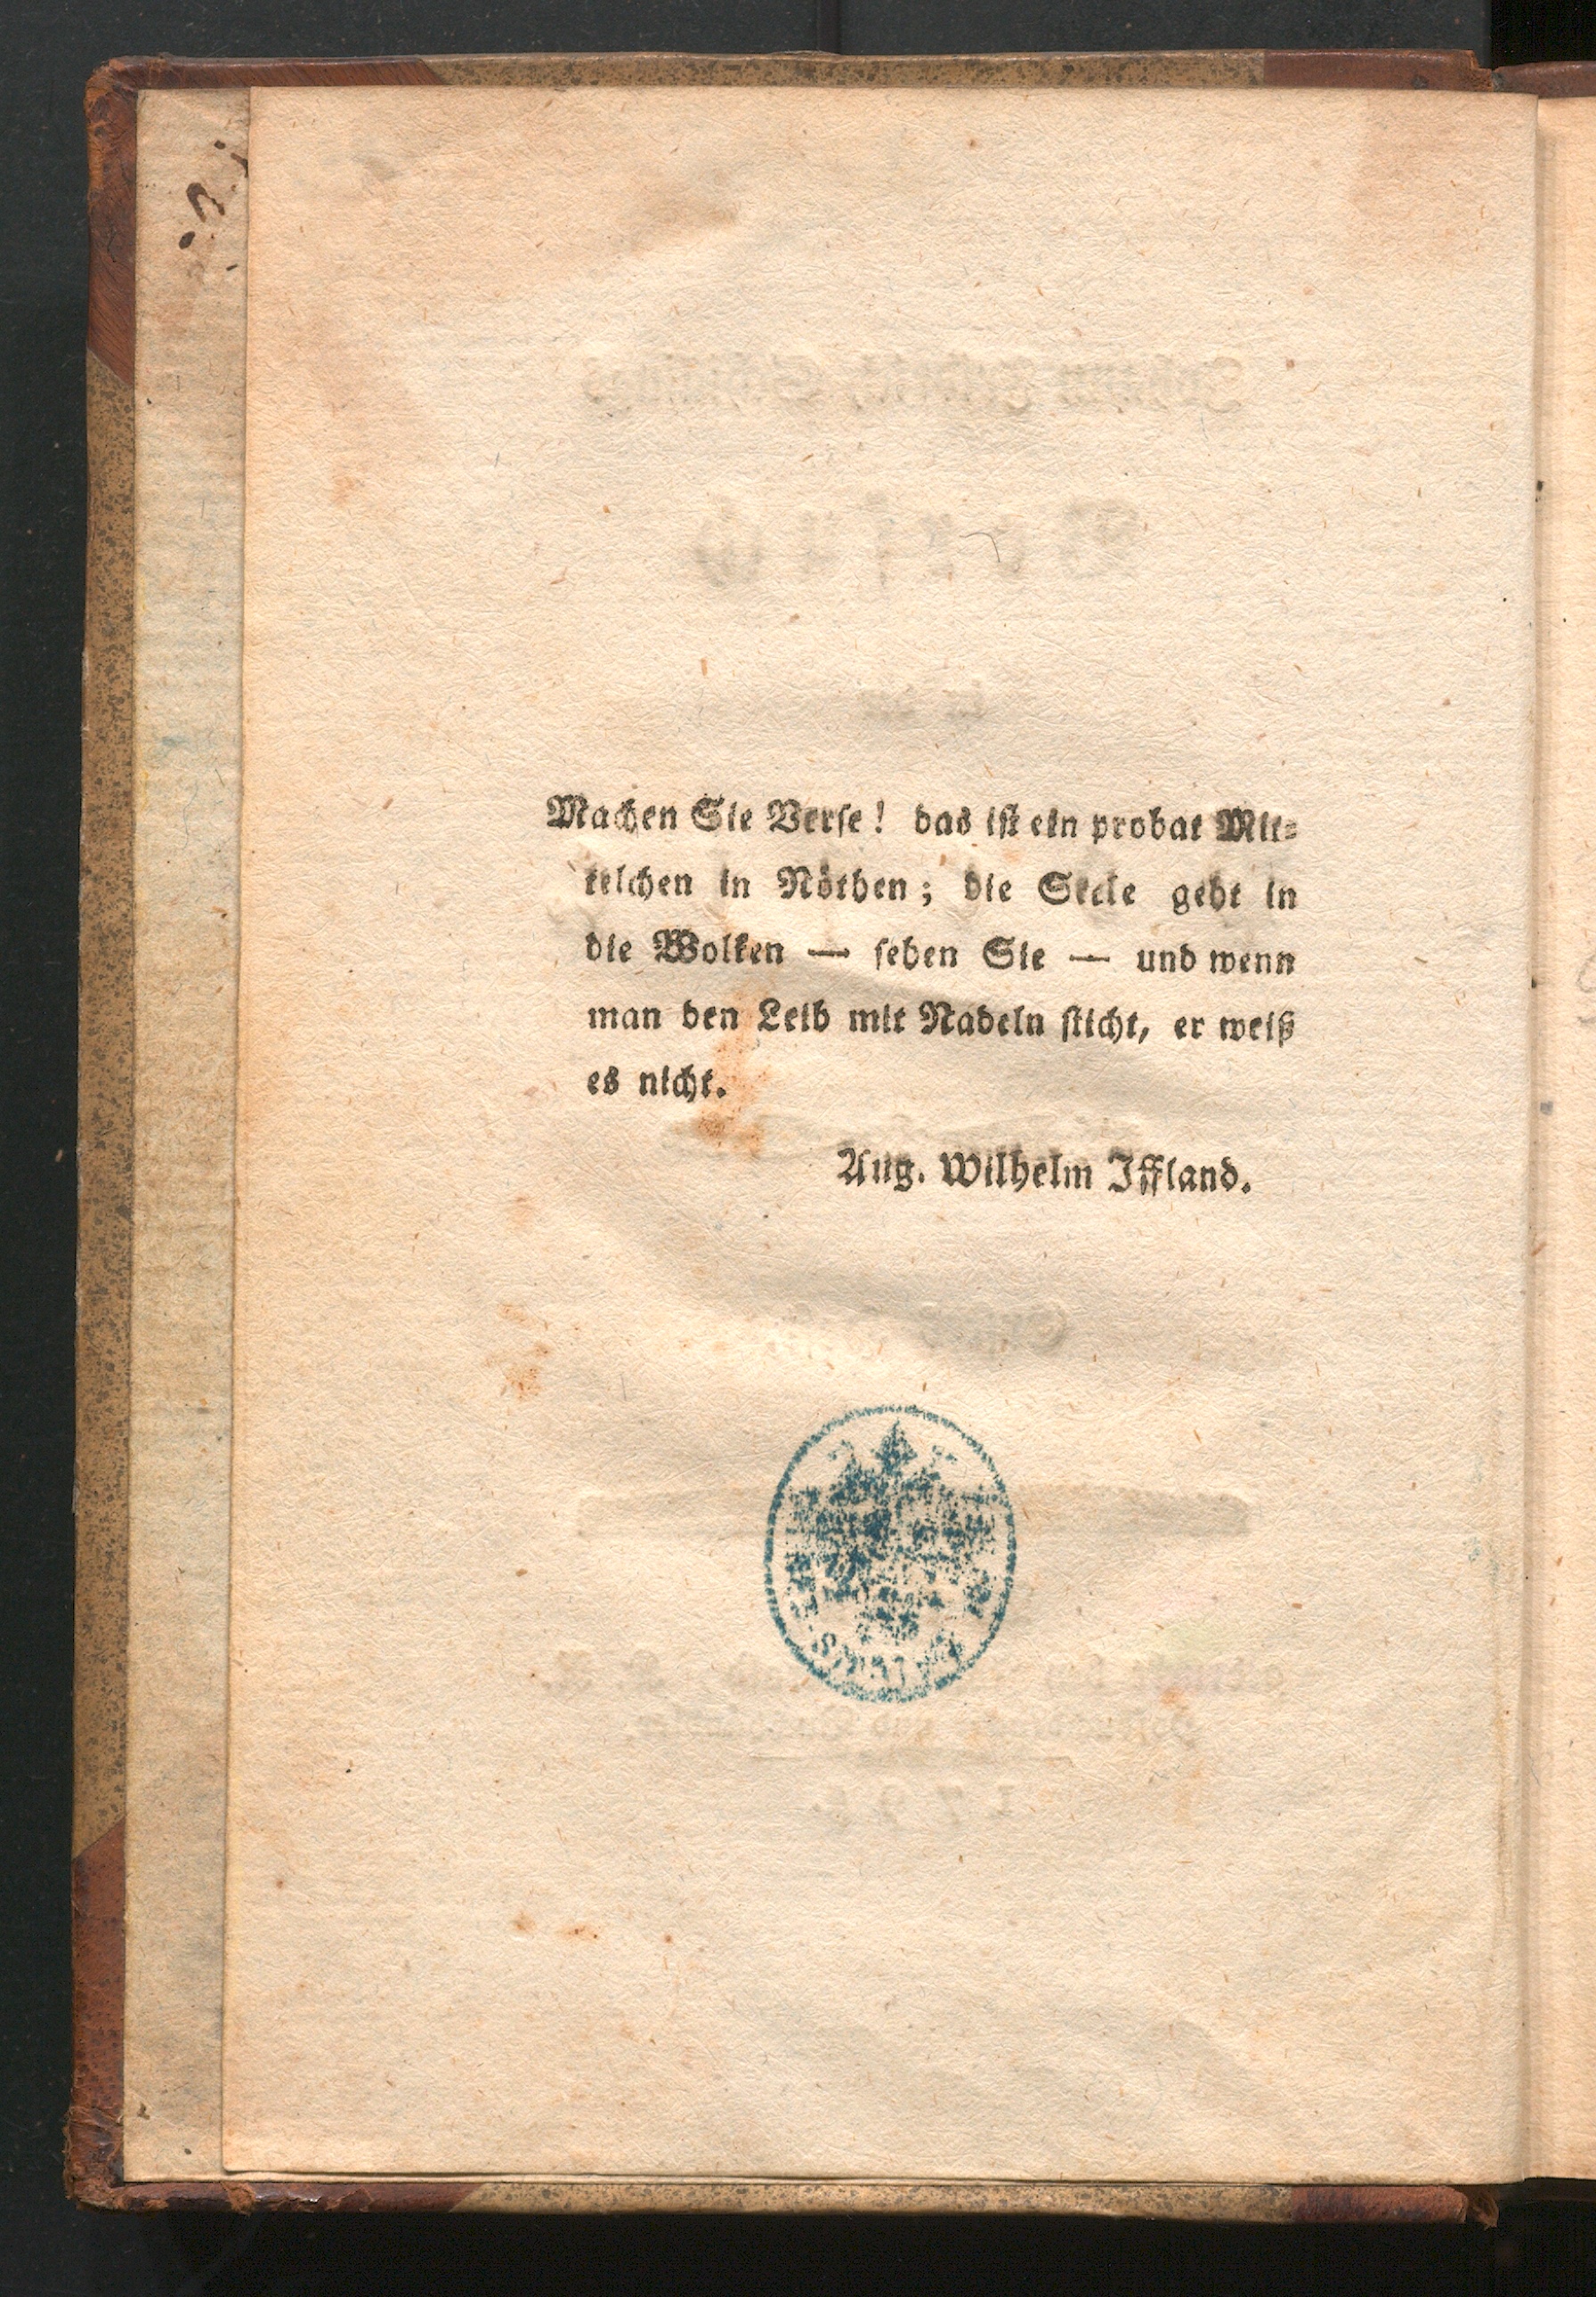 Machen Sie Verse! das ist ein probat Mit-
telchen in Nöthen; die Seele geht in
die Wolken — sehen Sie — und wenn
man den Leib mit Nadeln sticht, er weiß
es nicht.
Aug. Wilhelm Iffland.